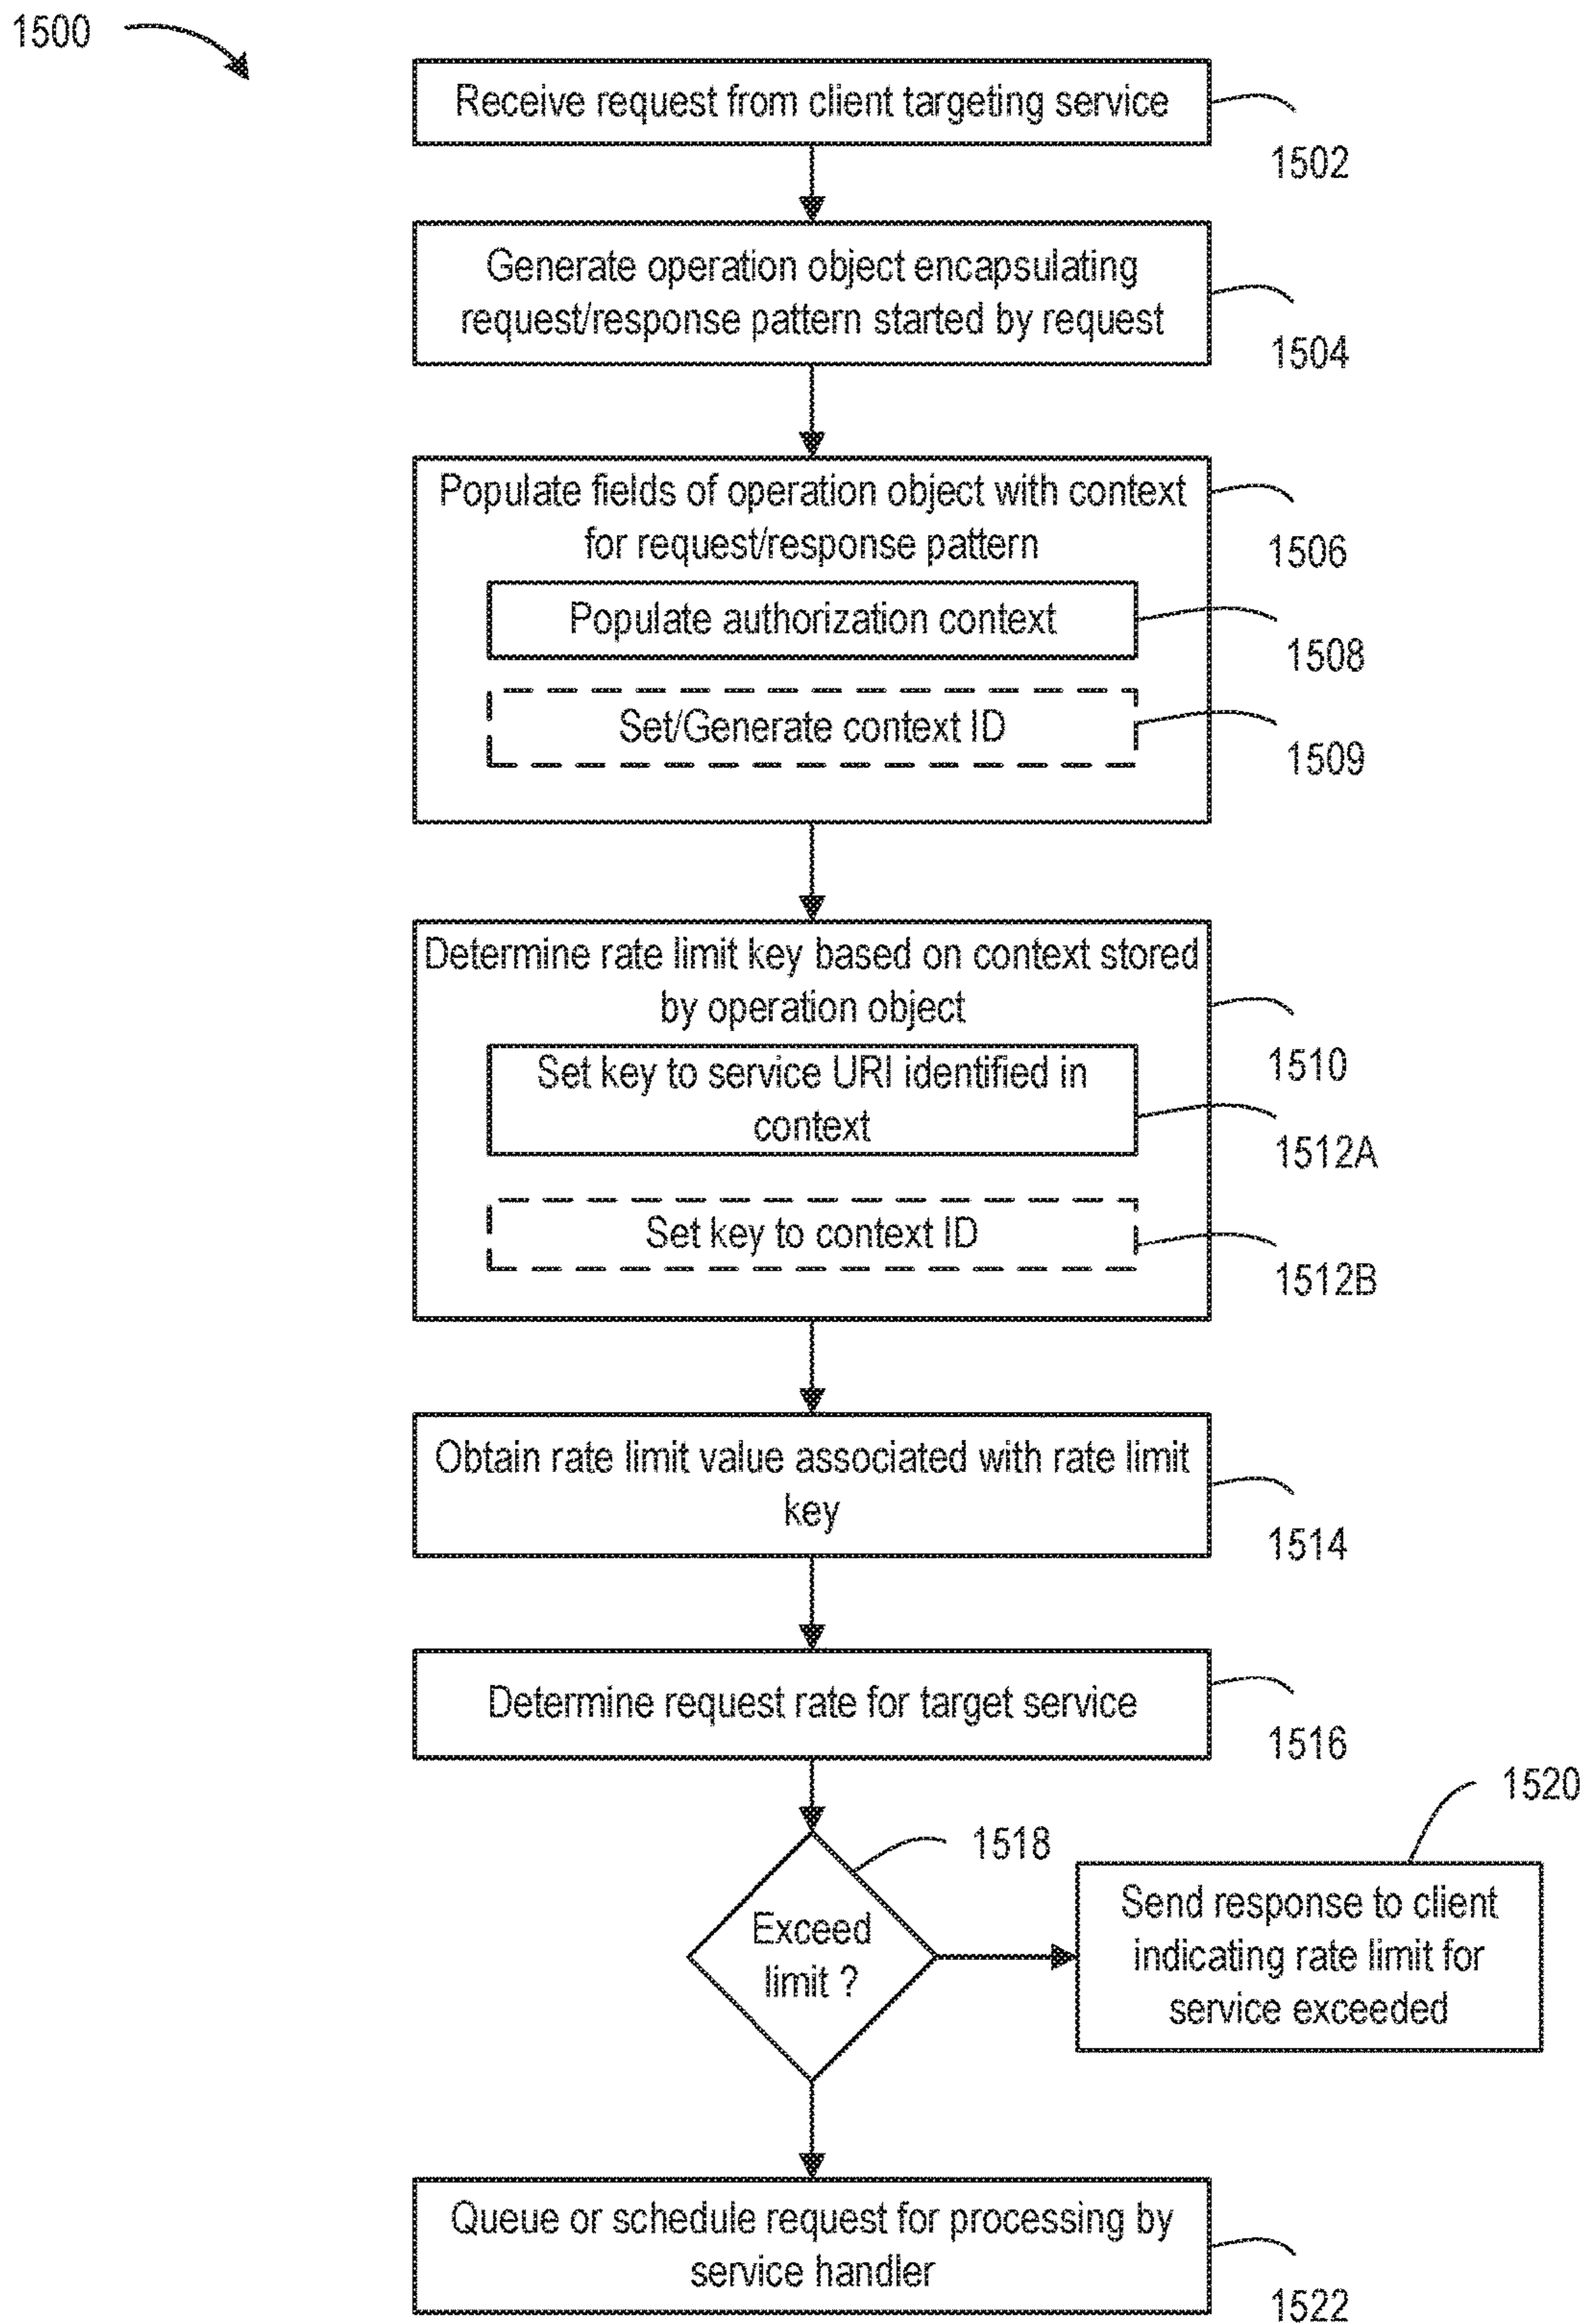 1500
Receive request from client targeting service
1502
Generate operation object encapsulating
request/response pattern started by request
1504
Populate fields of operation object with context
for request/response pattern
1506
Populate authorization context
1508
Set/Generate context ID
1509
Determine rate limit key based on context stored
by operation object
1510
Set key to service URI identified in
context
1512A
Set key to context ID
1512B
Obtain rate limit value associated with rate limit
key
1514
Determine request rate for target service
1516
1518
Exceed
limit ?
1520
Send response to client
indicating rate limit for
service exceeded
Queue or schedule request for processing by
service handler
1522